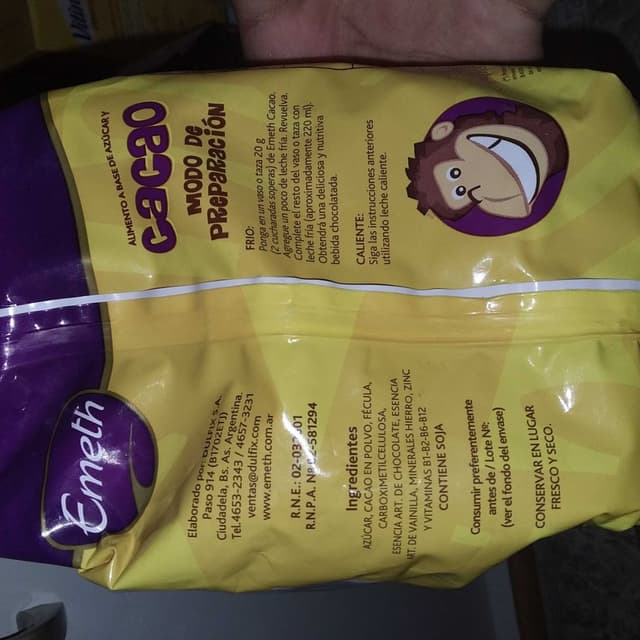 ALIMENTO A BASE DE AZÚCAR Y
cacao
MODO DE
PREPARACIÓN
FRIO:
Ponga en un vaso o taza 20 g
(2 cucharadas soperas) de Emeth Cacao.
Agregue un poco de leche fría. Revuelva.
Complete el resto del vaso o taza con
leche fría (aproximadamente 220 ml).
Obtendrá una deliciosa y nutritiva
bebida chocolatada.
CALIENTE:
Siga las instrucciones anteriores
utilizando leche caliente.
Emeth
Elaborado por DULFIX S.A.
Paso 914 (B1702ETJ)
Ciudadela, Bs. As. Argentina.
Tel.4653-2343 / 4657-3231
ventas@dulfix.com
www.emeth.com.ar
R.N.E.: 02-
R.N.P.A. 581294
Ingredientes
AZÚCAR, CACAO EN POLVO, FÉCULA,
CARBOXIMETILCELULOSA,
ESENCIA ART. DE CHOCOLATE, ESENCIA
ART. DE VAINILLA, MINERALES HIERRO, ZINC
Y VITAMINAS B1-B2-B6-B12
CONTIENE SOJA
Consumir preferentemente
antes de / Lote Nº:
(ver el fondo del envase)
CONSERVAR EN LUGAR
FRESCO Y SECO.